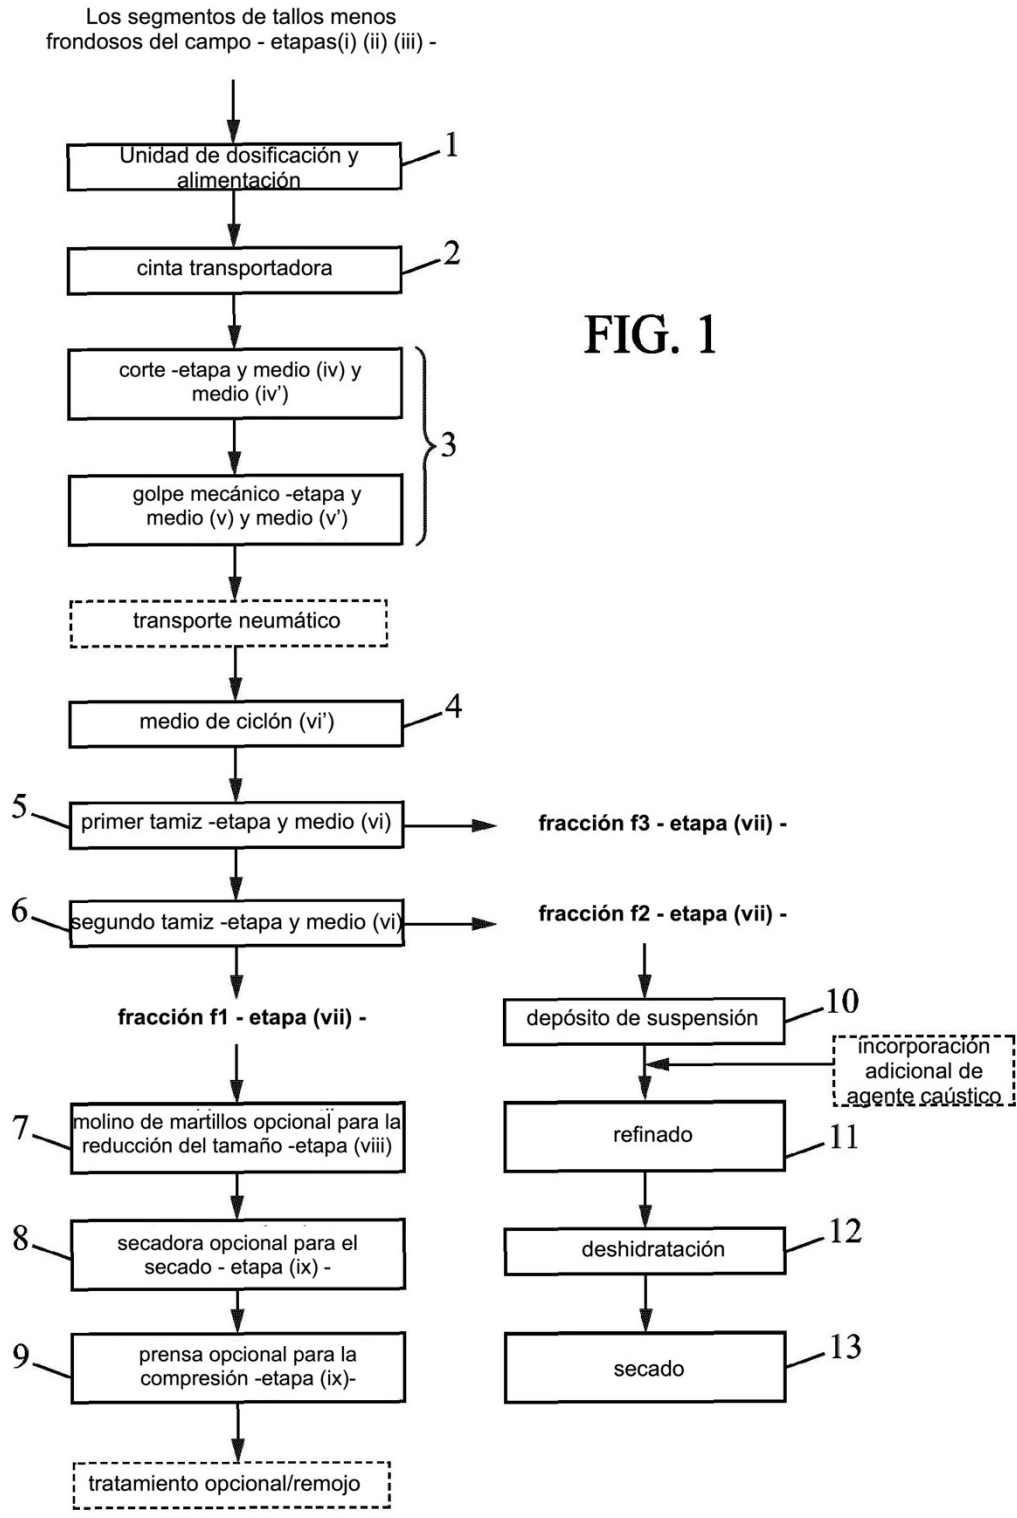 Los segmentos de tallos menos
frondosos del campo - etapas(i) (ii) (iii) -
1
Unidad de dosificación y
alimentación
2
cinta transportadora
FIG. 1
corte -etapa y medio (iv) y
medio (iv')
3
golpe mecánico -etapa y
medio (v) y medio (v')
transporte neumático
4
medio de ciclón (vi')
5
primer tamiz -etapa y medio (vi)
fracción f3 - etapa (vii) -
6
segundo tamiz -etapa y medio (vi)
fracción f2 - etapa (vii) -
fracción f1 - etapa (vii) -
10
depósito de suspensión
incorporación
adicional de
agente caústico
7
molino de martillos opcional para la
reducción del tamaño -etapa (viii)
refinado
11
8
secadora opcional para el
secado - etapa (ix) -
12
deshidratación
9
prensa opcional para la
compresión -etapa (ix)-
13
secado
tratamiento opcional/remojo